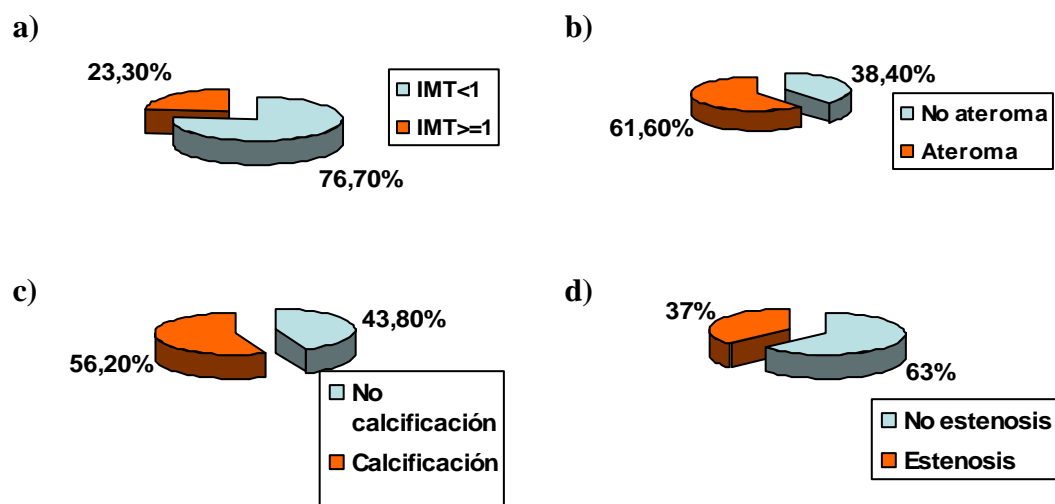 a)
23,30%
IMT<1
IMT>=1
76,70%
b)
38,40%
61,60%
No ateroma
Ateroma
c)
43,80%
56,20%
No
calcificación
Calcificación
d)
37%
63%
No estenosis
Estenosis